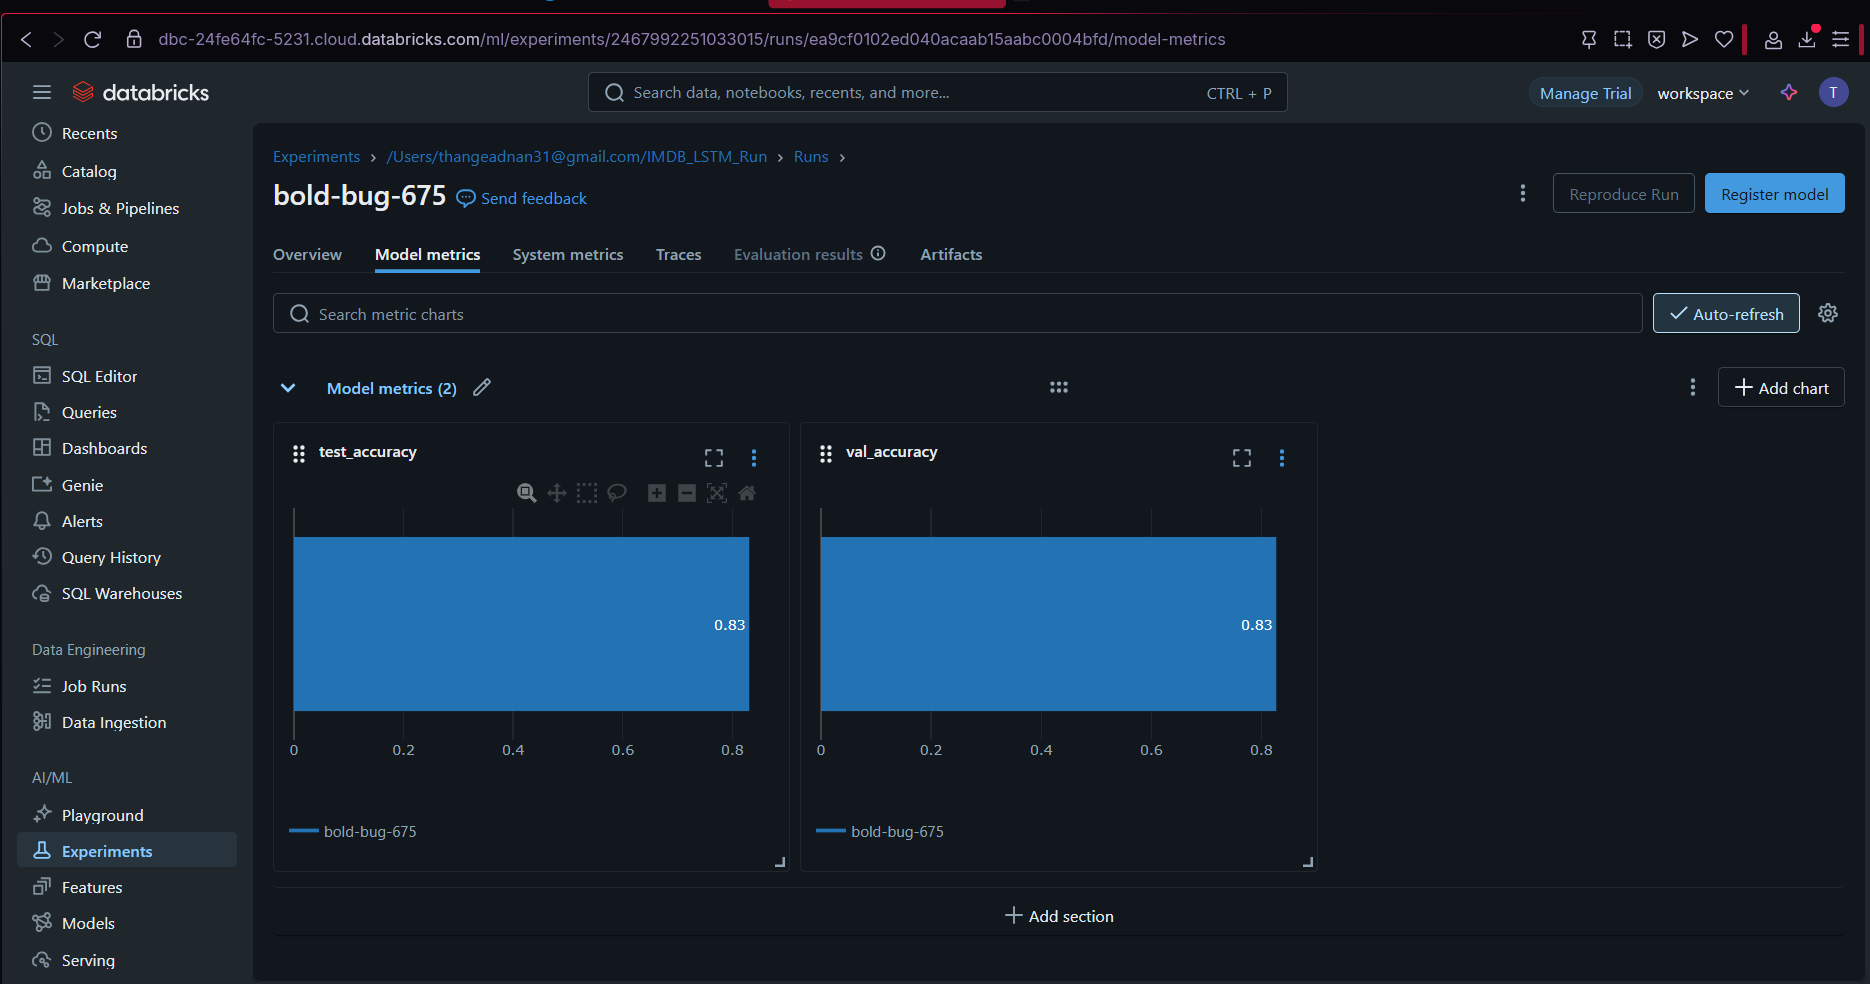 dbc-24fe64fc-5231.cloud.databricks.com/ml/experiments/2467992251033015/runs/ea9cf0102ed040acaab15aabc0004bfd/model-metrics
databricks
Search data, notebooks, recents, and more...
CTRL + P
Manage Trial
workspace
T
Recents
Catalog
Jobs & Pipelines
Compute
Marketplace
SQL
SQL Editor
Queries
Dashboards
Genie
Alerts
Query History
SQL Warehouses
Data Engineering
Job Runs
Data Ingestion
AI/ML
Playground
Experiments
Features
Models
Serving
Experiments > /Users/thangeadnan31@gmail.com/IMDB_LSTM_Run > Runs >
bold-bug-675
Send feedback
Reproduce Run
Register model
Overview
Model metrics
System metrics
Traces
Evaluation results
Artifacts
Search metric charts
Auto-refresh
Model metrics (2)
Add chart
test_accuracy
0.83
0 0.2 0.4 0.6 0.8
bold-bug-675
val_accuracy
0.83
0 0.2 0.4 0.6 0.8
bold-bug-675
Add section